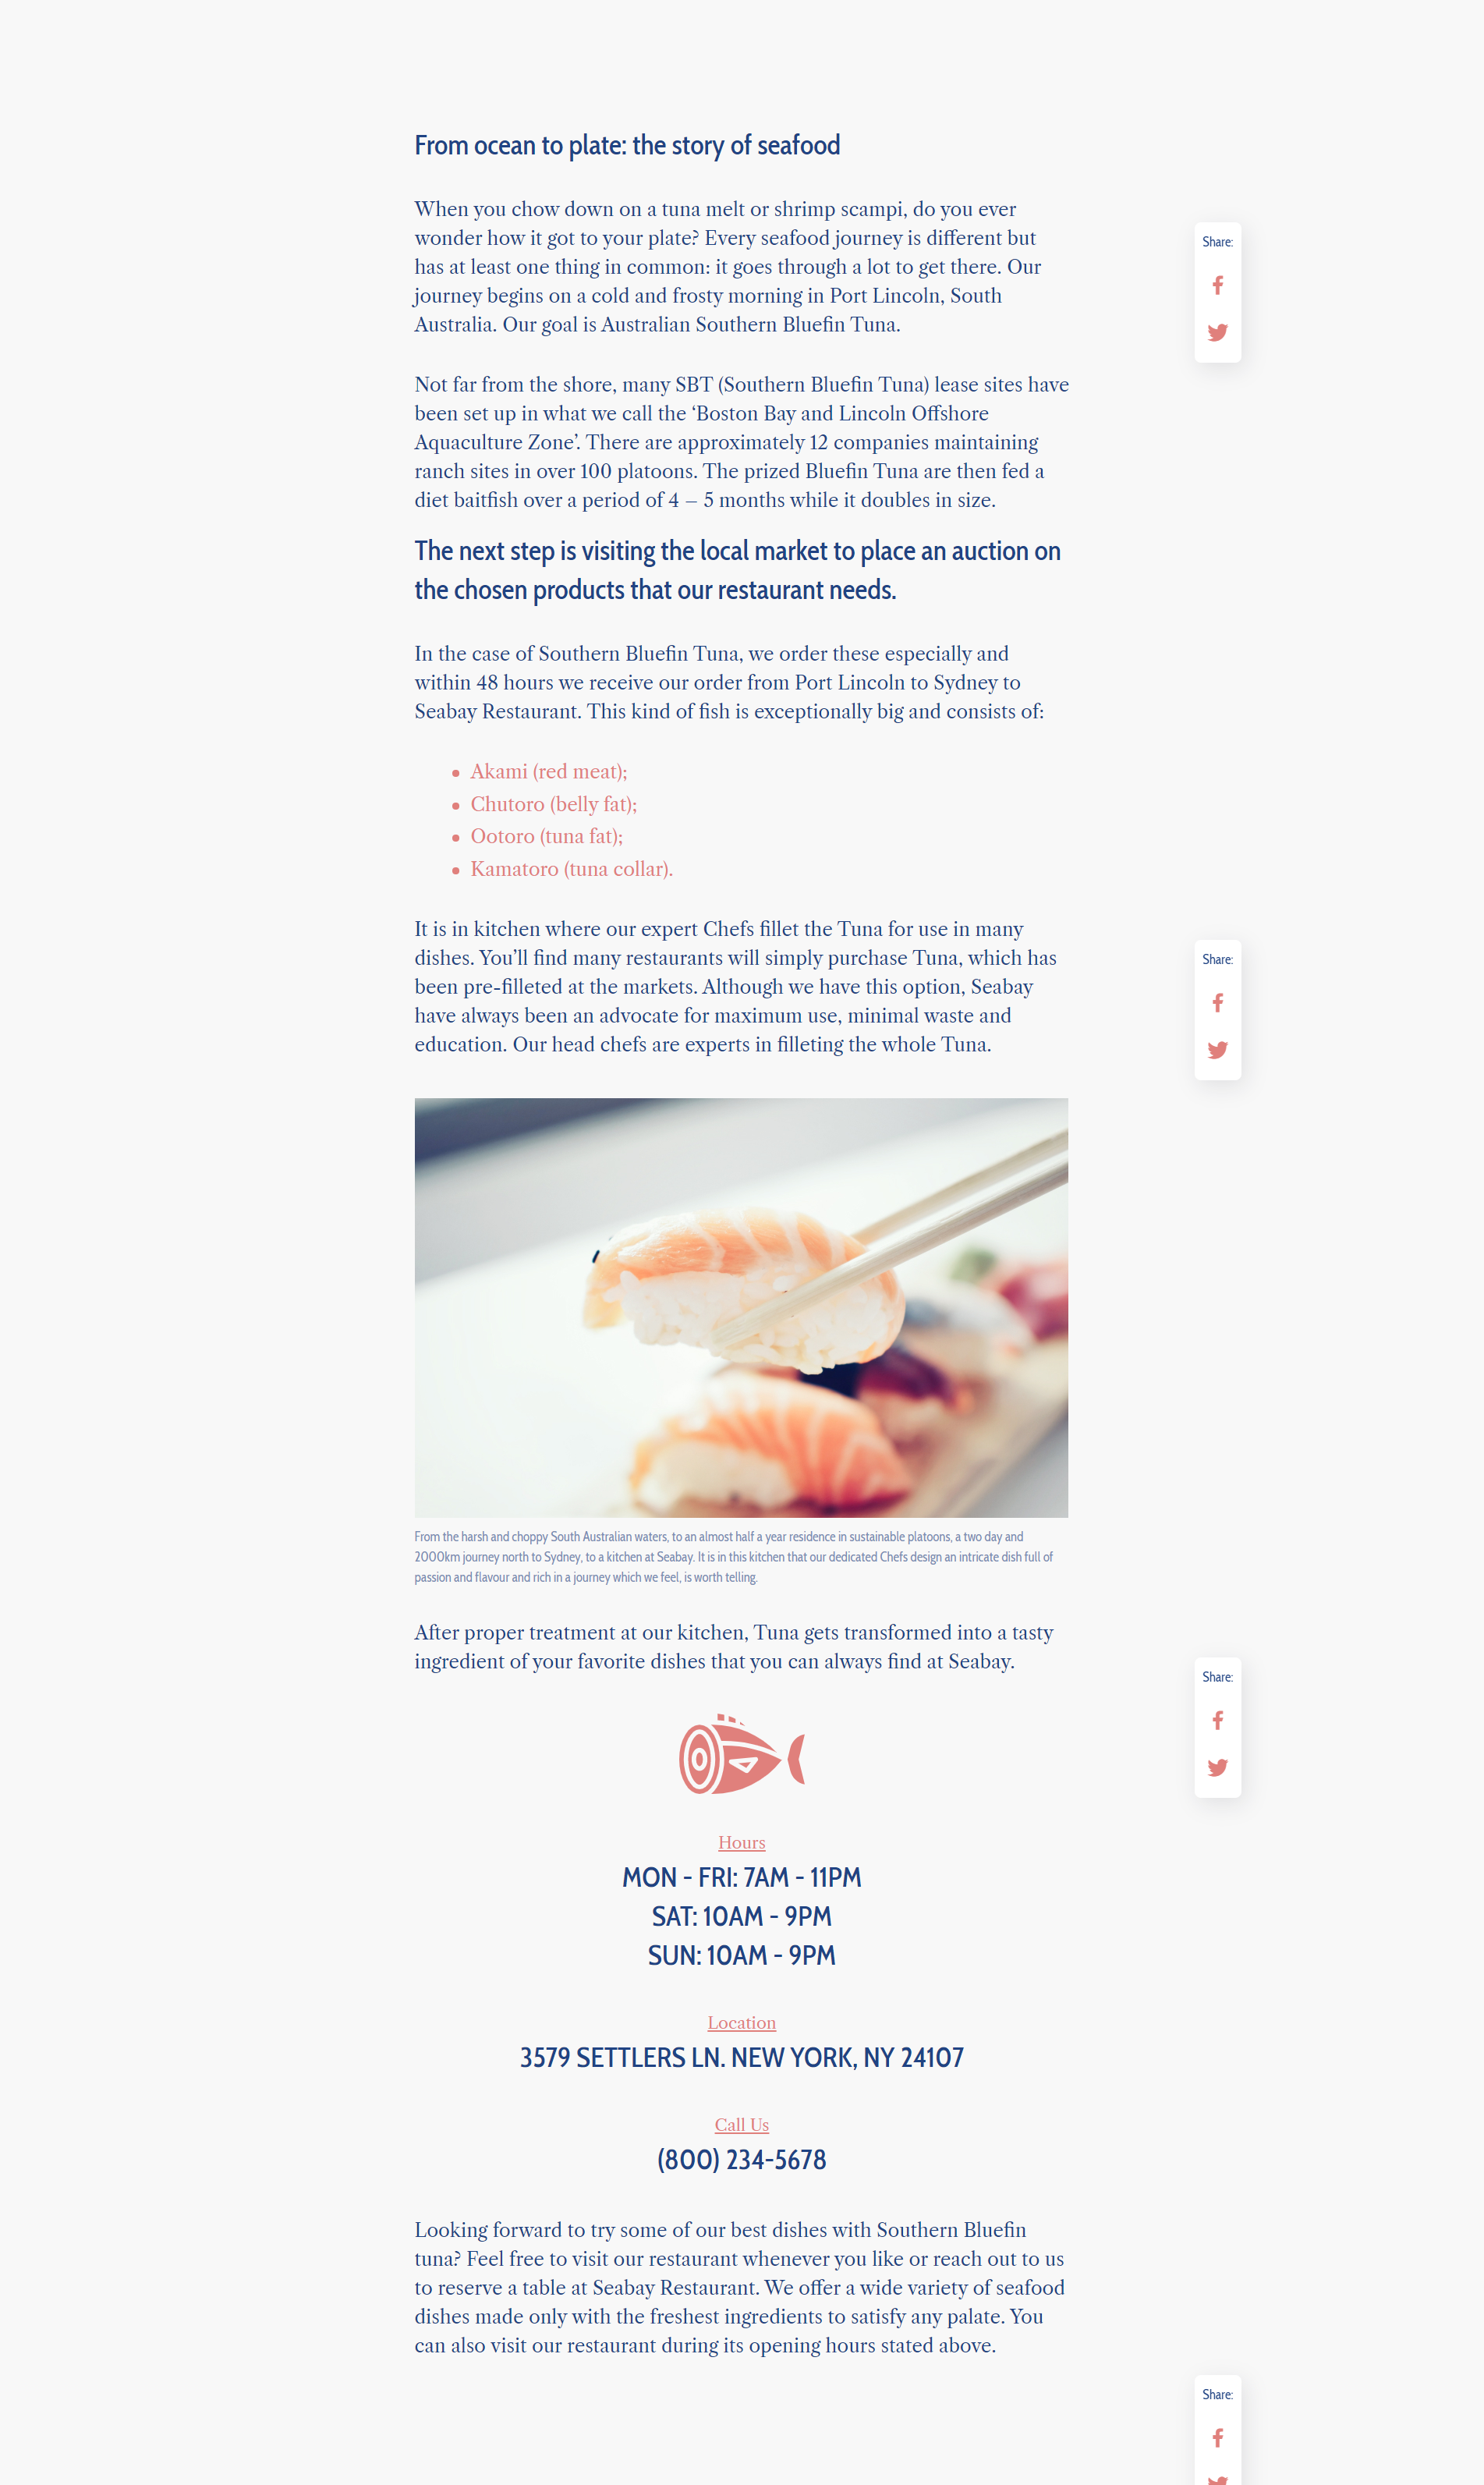 From ocean to plate: the story of seafood
When you chow down on a tuna melt or shrimp scampi, do you ever
wonder how it got to your plate? Every seafood journey is different but
has at least one thing in common: it goes through a lot to get there. Our
journey begins on a cold and frosty morning in Port Lincoln, South
Australia. Our goal is Australian Southern Bluefin Tuna.
Share:
Not far from the shore, many SBT (Southern Bluefin Tuna) lease sites have
been set up in what we call the ‘Boston Bay and Lincoln Offshore
Aquaculture Zone’. There are approximately 12 companies maintaining
ranch sites in over 100 platoons. The prized Bluefin Tuna are then fed a
diet baitfish over a period of 4 – 5 months while it doubles in size.
The next step is visiting the local market to place an auction on
the chosen products that our restaurant needs.
In the case of Southern Bluefin Tuna, we order these especially and
within 48 hours we receive our order from Port Lincoln to Sydney to
Seabay Restaurant. This kind of fish is exceptionally big and consists of:
• Akami (red meat);
• Chutoro (belly fat);
• Ootoro (tuna fat);
• Kamatoro (tuna collar).
It is in kitchen where our expert Chefs fillet the Tuna for use in many
dishes. You’ll find many restaurants will simply purchase Tuna, which has
been pre-filleted at the markets. Although we have this option, Seabay
have always been an advocate for maximum use, minimal waste and
education. Our head chefs are experts in filleting the whole Tuna.
Share:
From the harsh and choppy South Australian waters, to an almost half a year residence in sustainable platoons, a two day and
2000km journey north to Sydney, to a kitchen at Seabay. It is in this kitchen that our dedicated Chefs design an intricate dish full of
passion and flavour and rich in a journey which we feel, is worth telling.
After proper treatment at our kitchen, Tuna gets transformed into a tasty
ingredient of your favorite dishes that you can always find at Seabay.
Share:
Hours
MON - FRI: 7AM - 11PM
SAT: 10AM - 9PM
SUN: 10AM - 9PM
Location
3579 SETTLERS LN. NEW YORK, NY 24107
Call Us
(800) 234-5678
Looking forward to try some of our best dishes with Southern Bluefin
tuna? Feel free to visit our restaurant whenever you like or reach out to us
to reserve a table at Seabay Restaurant. We offer a wide variety of seafood
dishes made only with the freshest ingredients to satisfy any palate. You
can also visit our restaurant during its opening hours stated above.
Share: